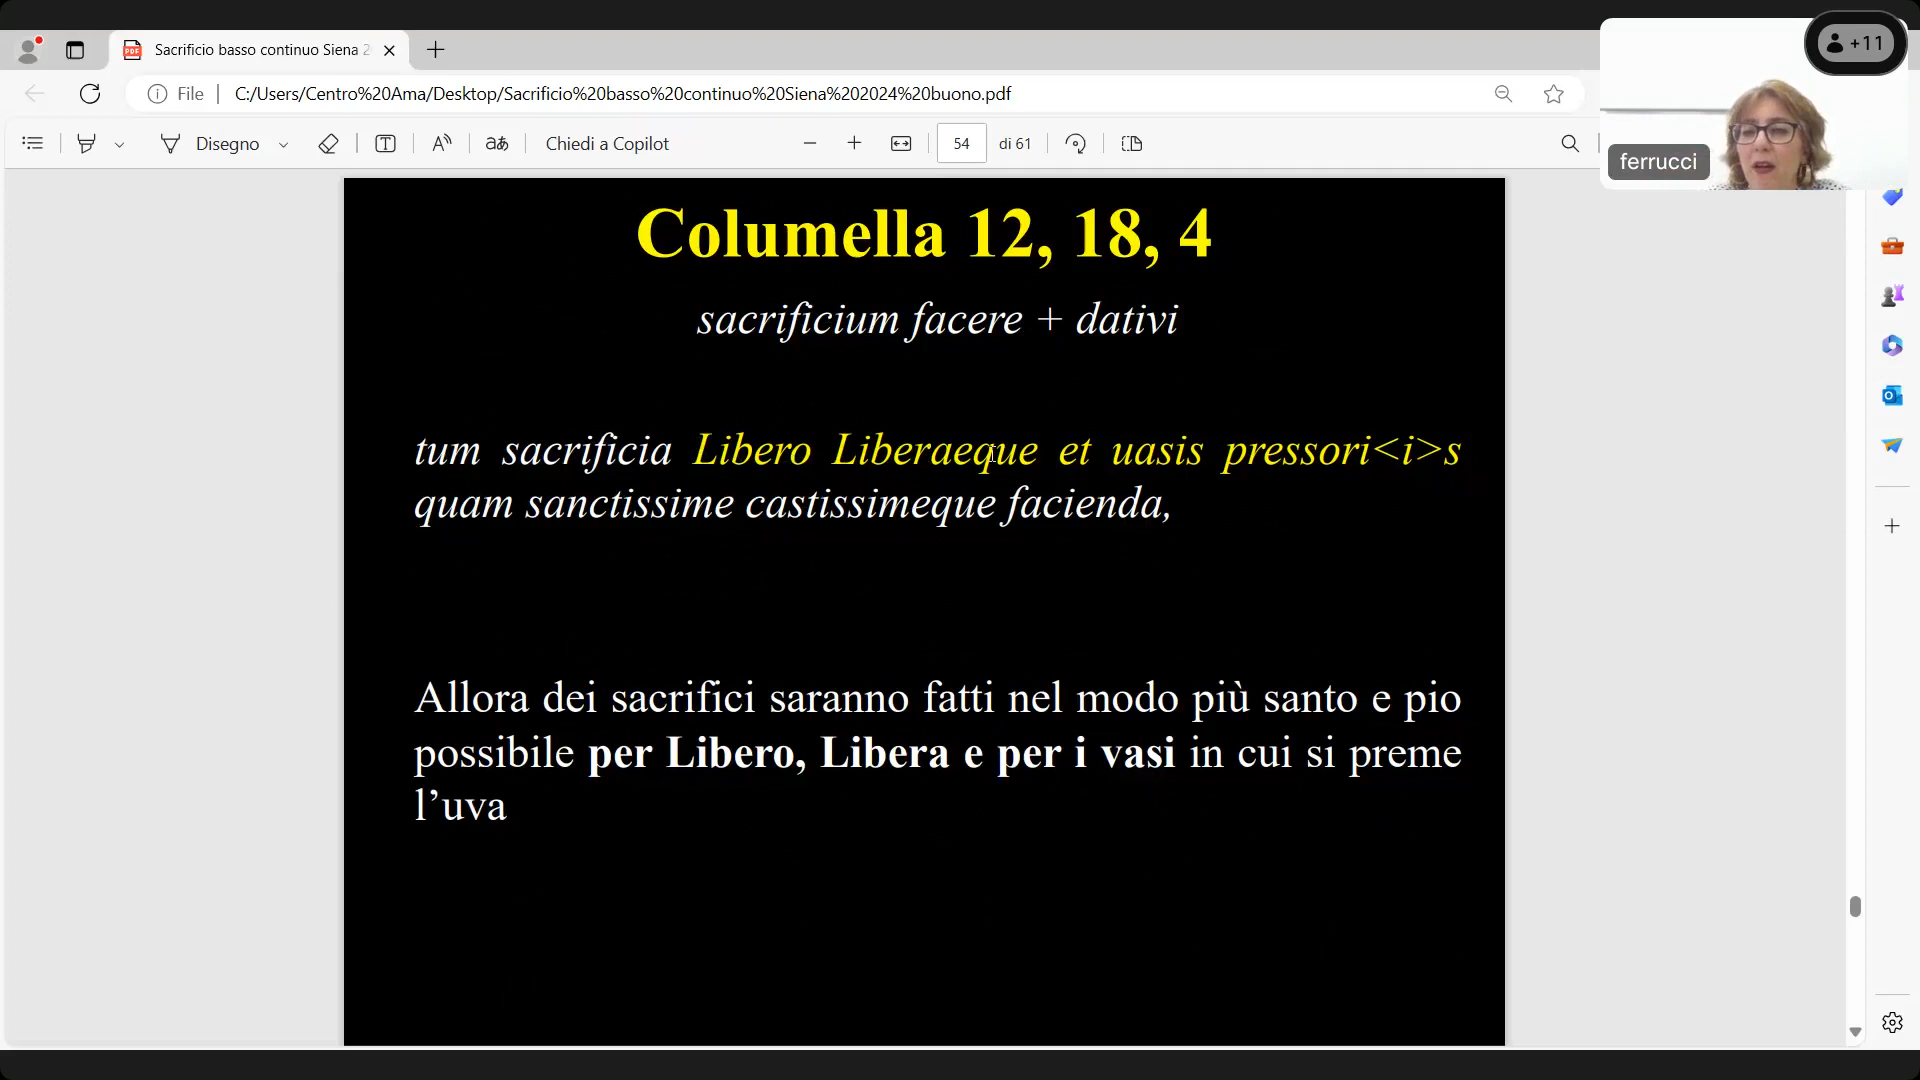 Sacrificio basso continuo Siena 2
+11
File
C:/Users/Centro%20Ama/Desktop/Sacrificio%20basso%20continuo%20Siena%202024%20buono.pdf
Disegno
Chiedi a Copilot
54
di 61
ferrucci
Columella 12, 18, 4
sacrificium facere + dativi
tum sacrificia Libero Liberaeque et uasis pressori<i>s
quam sanctissime castissimeque facienda,
Allora dei sacrifici saranno fatti nel modo più santo e pio
possibile per Libero, Libera e per i vasi in cui si preme
l’uva